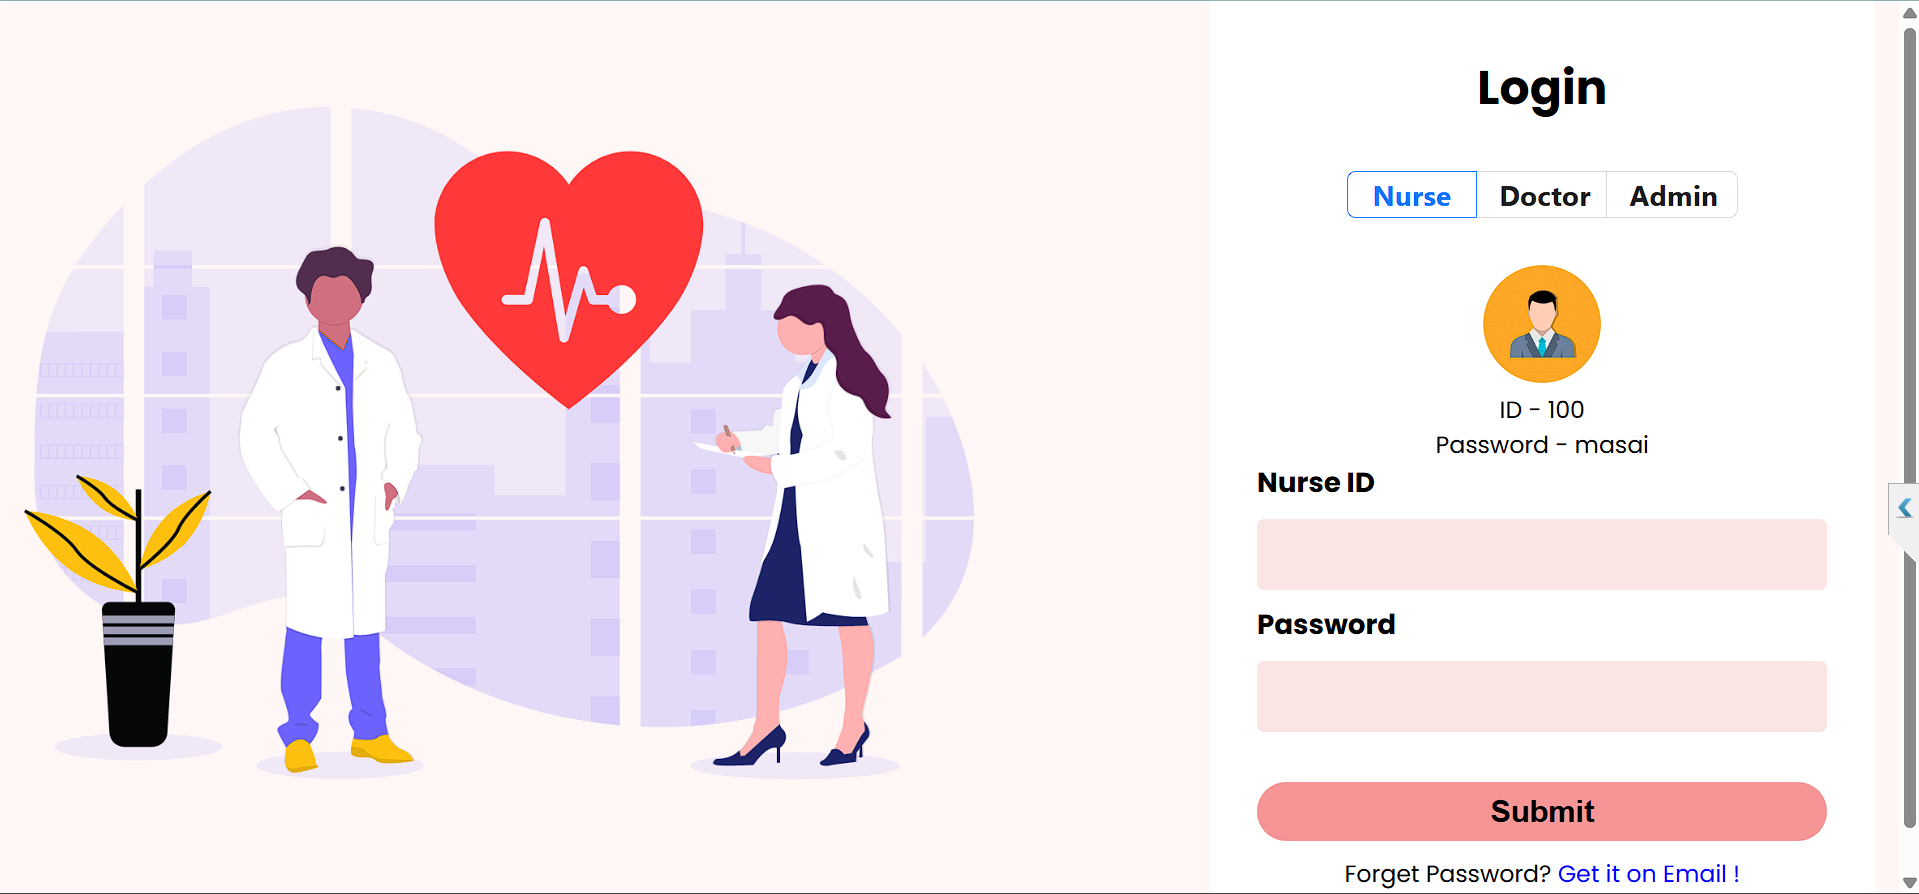 Login
Nurse Doctor Admin
ID - 100
Password - masai
Nurse ID
Password
Submit
Forget Password? Get it on Email !